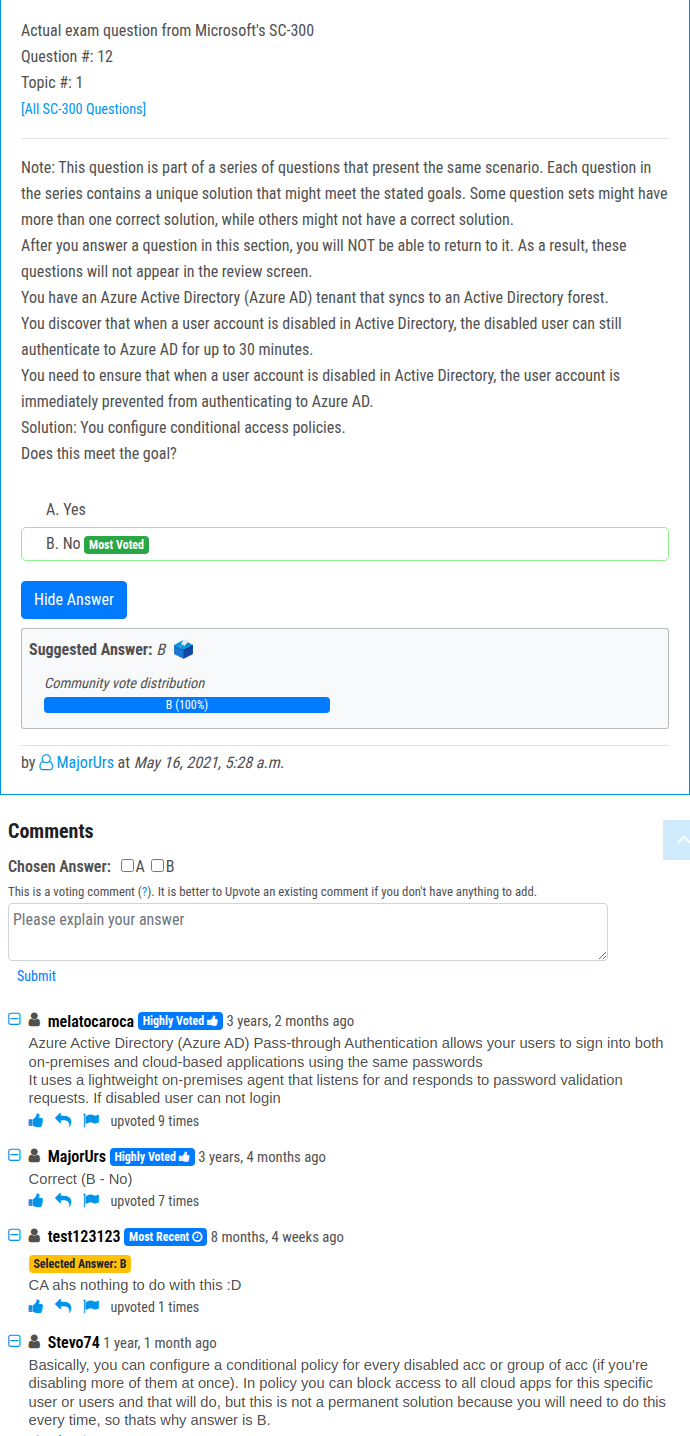 Actual exam question from Microsoft's SC-300
Question #: 12
Topic #: 1
[All SC-300 Questions]
Note: This question is part of a series of questions that present the same scenario. Each question in
the series contains a unique solution that might meet the stated goals. Some question sets might have
more than one correct solution, while others might not have a correct solution.
After you answer a question in this section, you will NOT be able to return to it. As a result, these
questions will not appear in the review screen.
You have an Azure Active Directory (Azure AD) tenant that syncs to an Active Directory forest.
You discover that when a user account is disabled in Active Directory, the disabled user can still
authenticate to Azure AD for up to 30 minutes.
You need to ensure that when a user account is disabled in Active Directory, the user account is
immediately prevented from authenticating to Azure AD.
Solution: You configure conditional access policies.
Does this meet the goal?
A. Yes
B. No Most Voted
Hide Answer
Suggested Answer: B
Community vote distribution
B (100%)
by MajorUrs at May 16, 2021, 5:28 a.m.
Comments
Chosen Answer: A B
This is a voting comment (?). It is better to Upvote an existing comment if you don't have anything to add.
Please explain your answer
Submit
melatocaroca Highly Voted 3 years, 2 months ago
Azure Active Directory (Azure AD) Pass-through Authentication allows your users to sign into both
on-premises and cloud-based applications using the same passwords
It uses a lightweight on-premises agent that listens for and responds to password validation
requests. If disabled user can not login
upvoted 9 times
MajorUrs Highly Voted 3 years, 4 months ago
Correct (B - No)
upvoted 7 times
test123123 Most Recent 8 months, 4 weeks ago
Selected Answer: B
CA ahs nothing to do with this :D
upvoted 1 times
Stevo74 1 year, 1 month ago
Basically, you can configure a conditional policy for every disabled acc or group of acc (if you're
disabling more of them at once). In policy you can block access to all cloud apps for this specific
user or users and that will do, but this is not a permanent solution because you will need to do this
every time, so thats why answer is B.